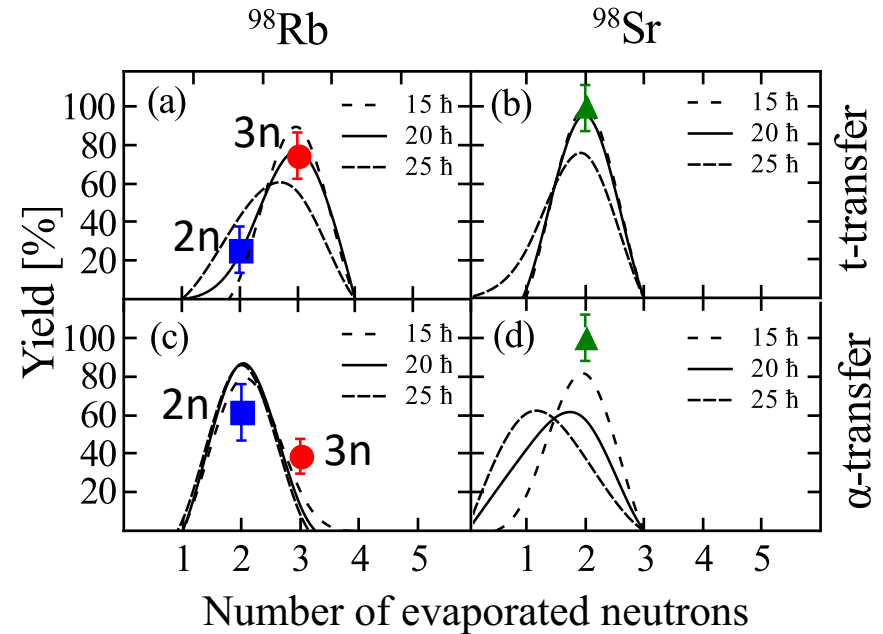 ⁹⁸Rb
⁹⁸Sr
(a)
3n
2n
15 ħ
20 ħ
25 ħ
(b)
15 ħ
20 ħ
25 ħ
t-transfer
100
80
60
40
20
Yield [%]
(c)
2n
3n
15 ħ
20 ħ
25 ħ
(d)
15 ħ
20 ħ
25 ħ
α-transfer
100
80
60
40
20
1 2 3 4 5 1 2 3 4 5
Number of evaporated neutrons